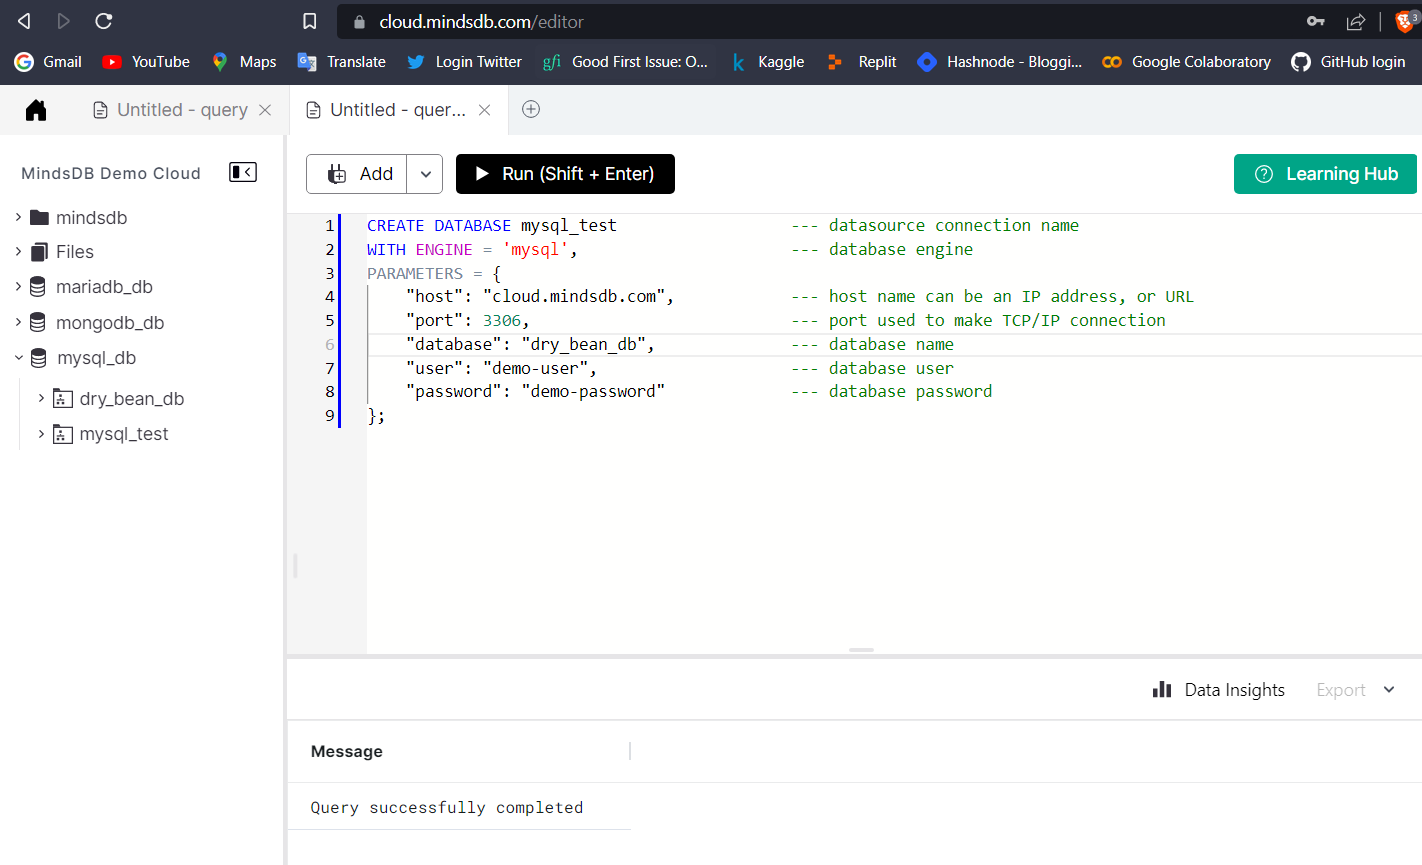 cloud.mindsdb.com/editor
3
Gmail YouTube Maps Translate Login Twitter gfi Good First Issue: O... Kaggle Replit Hashnode - Bloggi... Google Colaboratory GitHub login
Untitled - query Untitled - quer...
MindsDB Demo Cloud
mindsdb
Files
mariadb_db
mongodb_db
mysql_db
dry_bean_db
mysql_test
Add Run (Shift + Enter) Learning Hub
1 CREATE DATABASE mysql_test --- datasource connection name
2 WITH ENGINE = 'mysql', --- database engine
3 PARAMETERS = {
4 "host": "cloud.mindsdb.com", --- host name can be an IP address, or URL
5 "port": 3306, --- port used to make TCP/IP connection
6 "database": "dry_bean_db", --- database name
7 "user": "demo-user", --- database user
8 "password": "demo-password" --- database password
9 };
Data Insights Export
Message
Query successfully completed